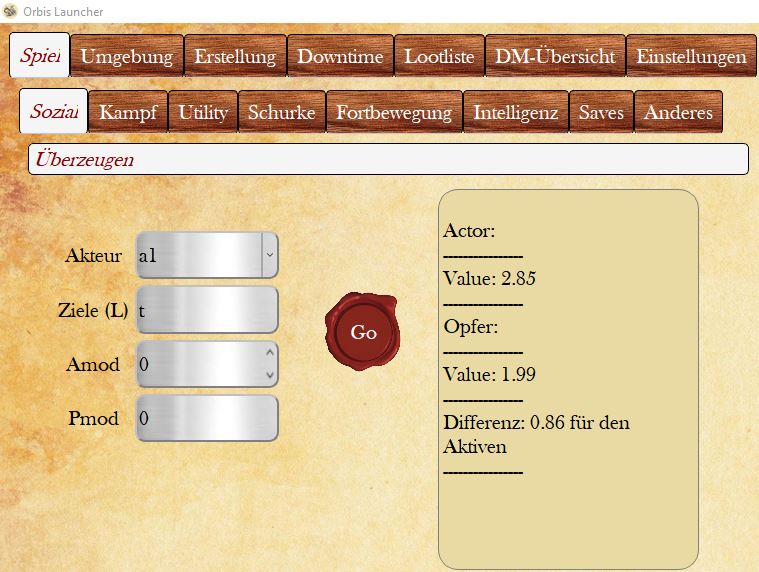 Orbis Launcher
Spiel Umgebung Erstellung Downtime Lootliste DM-Übersicht Einstellungen
Sozial Kampf Utility Schurke Fortbewegung Intelligenz Saves Anderes
Überzeugen
Akteur a1
Ziele (L) t
Amod 0
Pmod 0
Go
Actor:
----------------
Value: 2.85
----------------
Opfer:
----------------
Value: 1.99
----------------
Differenz: 0.86 für den
Aktiven
----------------